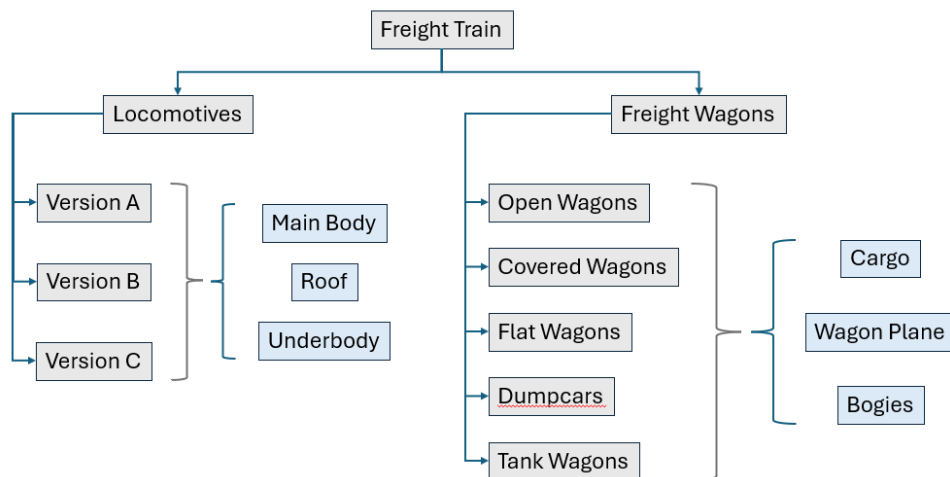 Freight Train
Locomotives
Version A
Version B
Version C
Main Body
Roof
Underbody
Freight Wagons
Open Wagons
Covered Wagons
Flat Wagons
Dumpcars
Tank Wagons
Cargo
Wagon Plane
Bogies